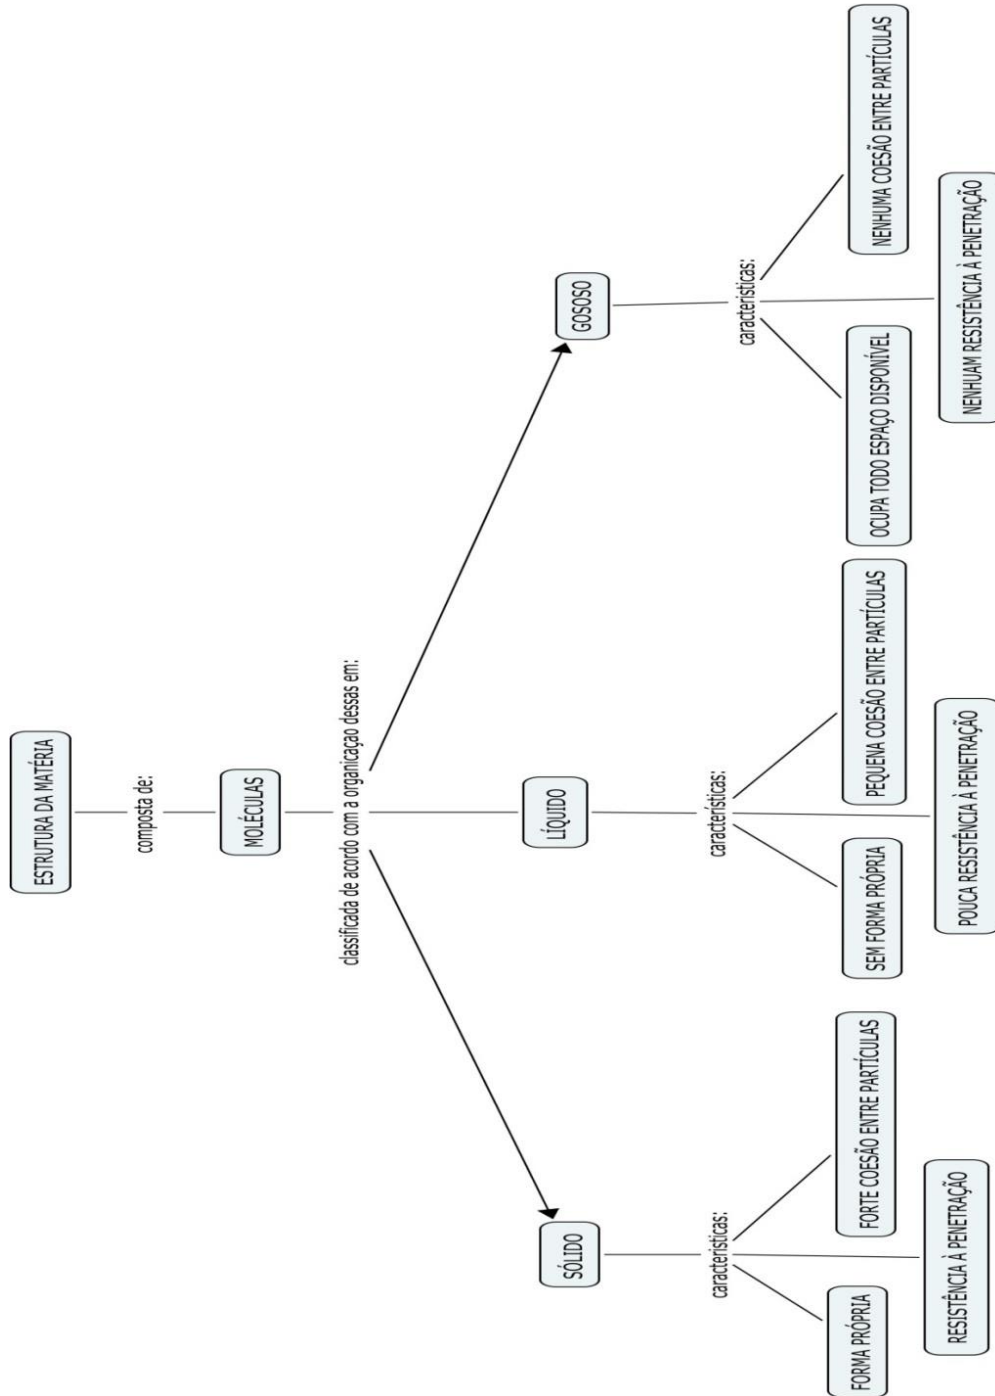 ESTRUTURA DA MATÉRIA
composta de:
MOLÉCULAS
classificada de acordo com a organicaçao dessas em:
SÓLIDO
LÍQUIDO
GOSOSO
características:
características:
características:
FORMA PRÓPRIA
FORTE COESÃO ENTRE PARTÍCULAS
RESISTÊNCIA À PENETRAÇÃO
SEM FORMA PRÓPRIA
PEQUENA COESÃO ENTRE PARTÍCULAS
POUCA RESISTÊNCIA À PENETRAÇÃO
OCUPA TODO ESPAÇO DISPONÍVEL
NENHUMA COESÃO ENTRE PARTÍCULAS
NENHUAM RESISTÊNCIA À PENETRAÇÃO